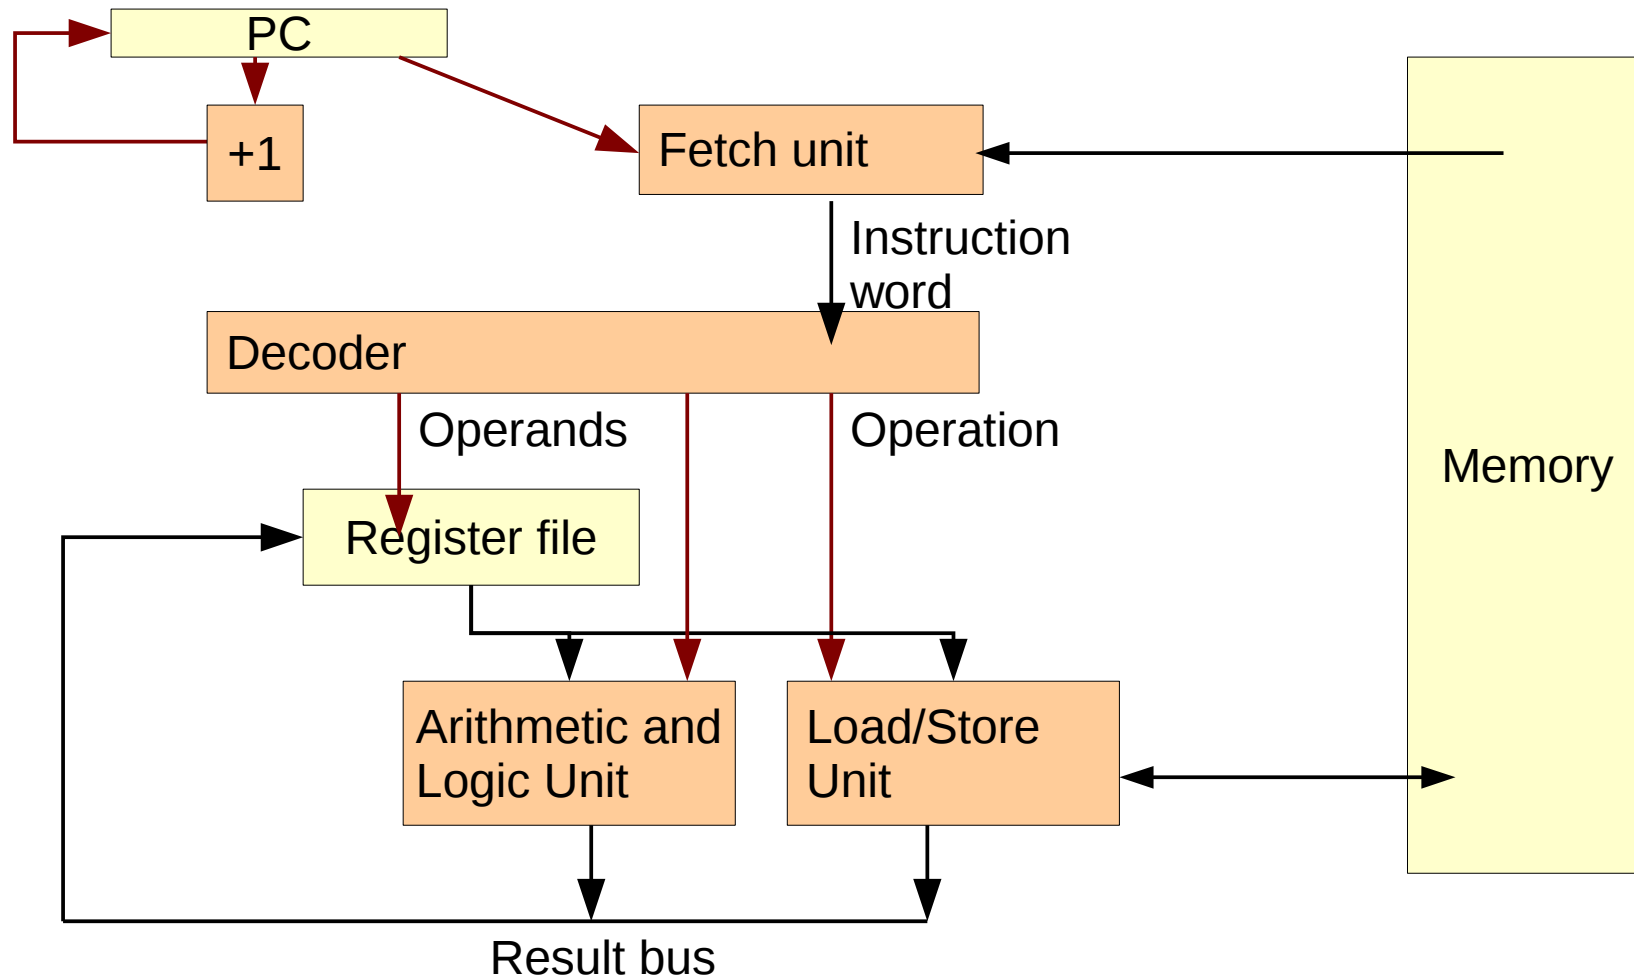 PC
+1
Fetch unit
Instruction
word
Decoder
Operands
Operation
Memory
Register file
Arithmetic and
Logic Unit
Load/Store
Unit
Result bus